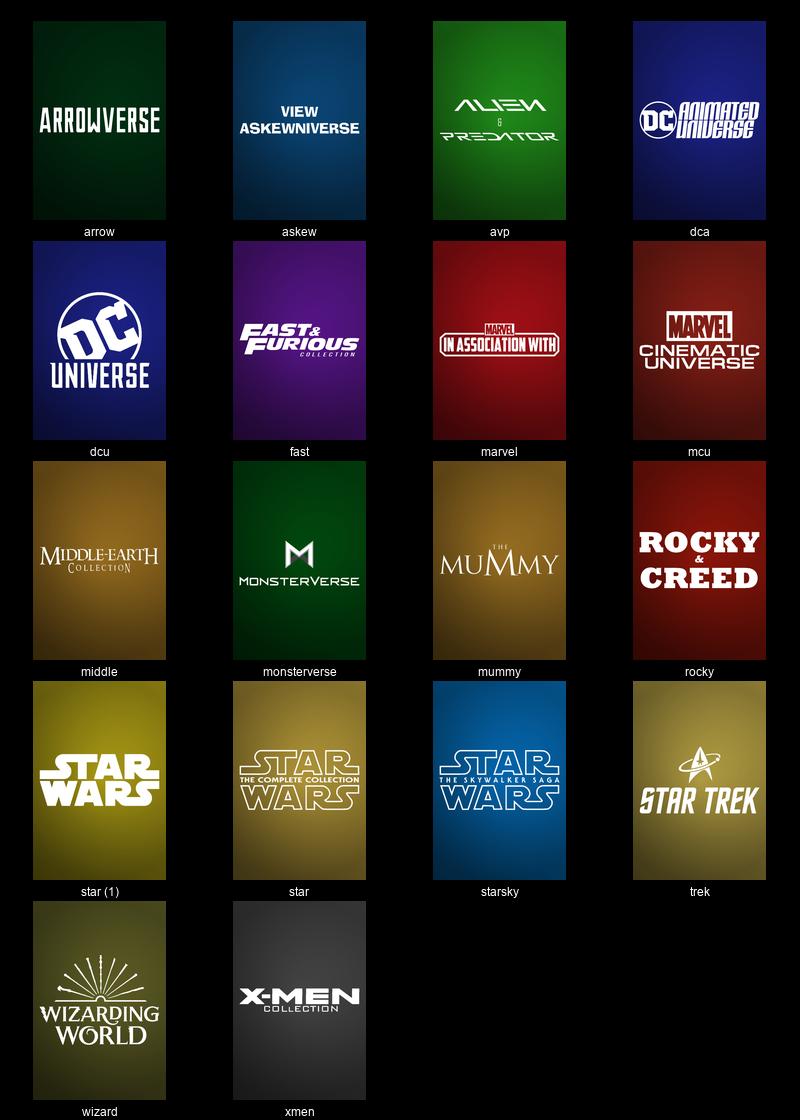 ARROWVERSE
arrow
VIEW
ASKEWNIVERSE
askew
ALIEN
&
PREDATOR
avp
DC ANIMATED
UNIVERSE
dca
DC
UNIVERSE
dcu
FAST &
FURIOUS
COLLECTION
fast
MARVEL
IN ASSOCIATION WITH
marvel
MARVEL
CINEMATIC
UNIVERSE
mcu
MIDDLE-EARTH
COLLECTION
middle
M
MONSTERVERSE
monsterverse
THE
MUMMY
mummy
ROCKY
&
CREED
rocky
STAR
WARS
star (1)
STAR
THE COMPLETE COLLECTION
WARS
star
STAR
THE SKYWALKER SAGA
WARS
starsky
STAR TREK
trek
WIZARDING
WORLD
wizard
X-MEN
COLLECTION
xmen